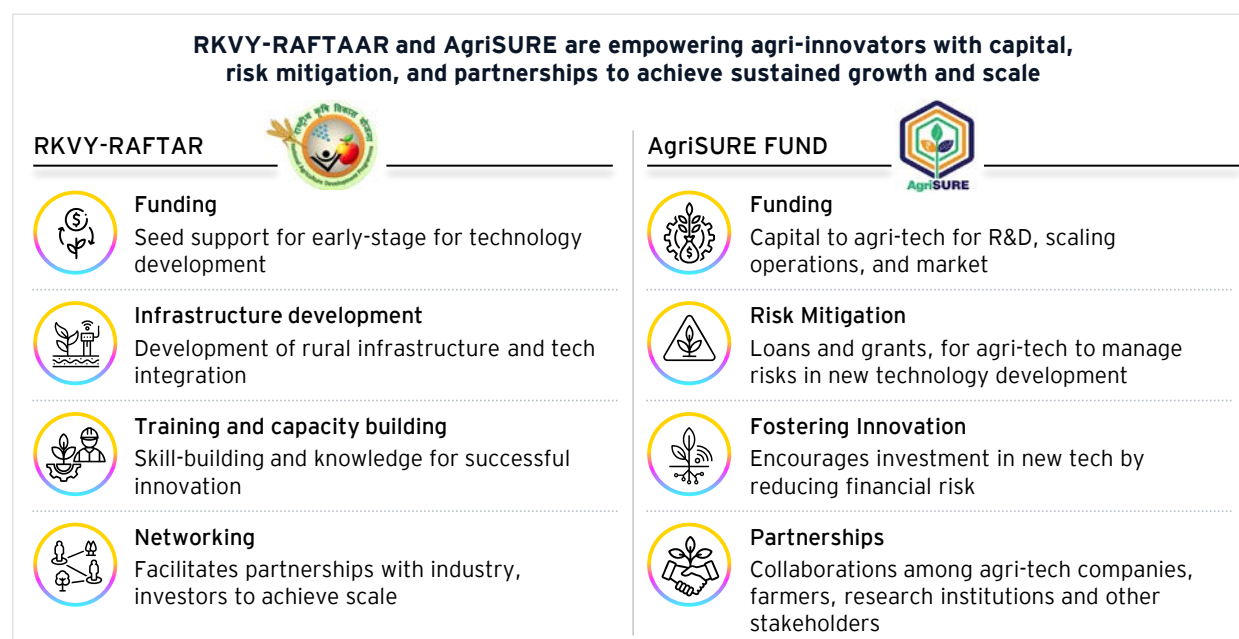 RKVY-RAFTAAR and AgriSURE are empowering agri-innovators with capital,
risk mitigation, and partnerships to achieve sustained growth and scale
RKVY-RAFTAR
राष्ट्रीय कृषि विकास योजना
National Agriculture Development Programme
Funding
Seed support for early-stage for technology
development
Infrastructure development
Development of rural infrastructure and tech
integration
Training and capacity building
Skill-building and knowledge for successful
innovation
Networking
Facilitates partnerships with industry,
investors to achieve scale
AgriSURE FUND
AgriSURE
Funding
Capital to agri-tech for R&D, scaling
operations, and market
Risk Mitigation
Loans and grants, for agri-tech to manage
risks in new technology development
Fostering Innovation
Encourages investment in new tech by
reducing financial risk
Partnerships
Collaborations among agri-tech companies,
farmers, research institutions and other
stakeholders